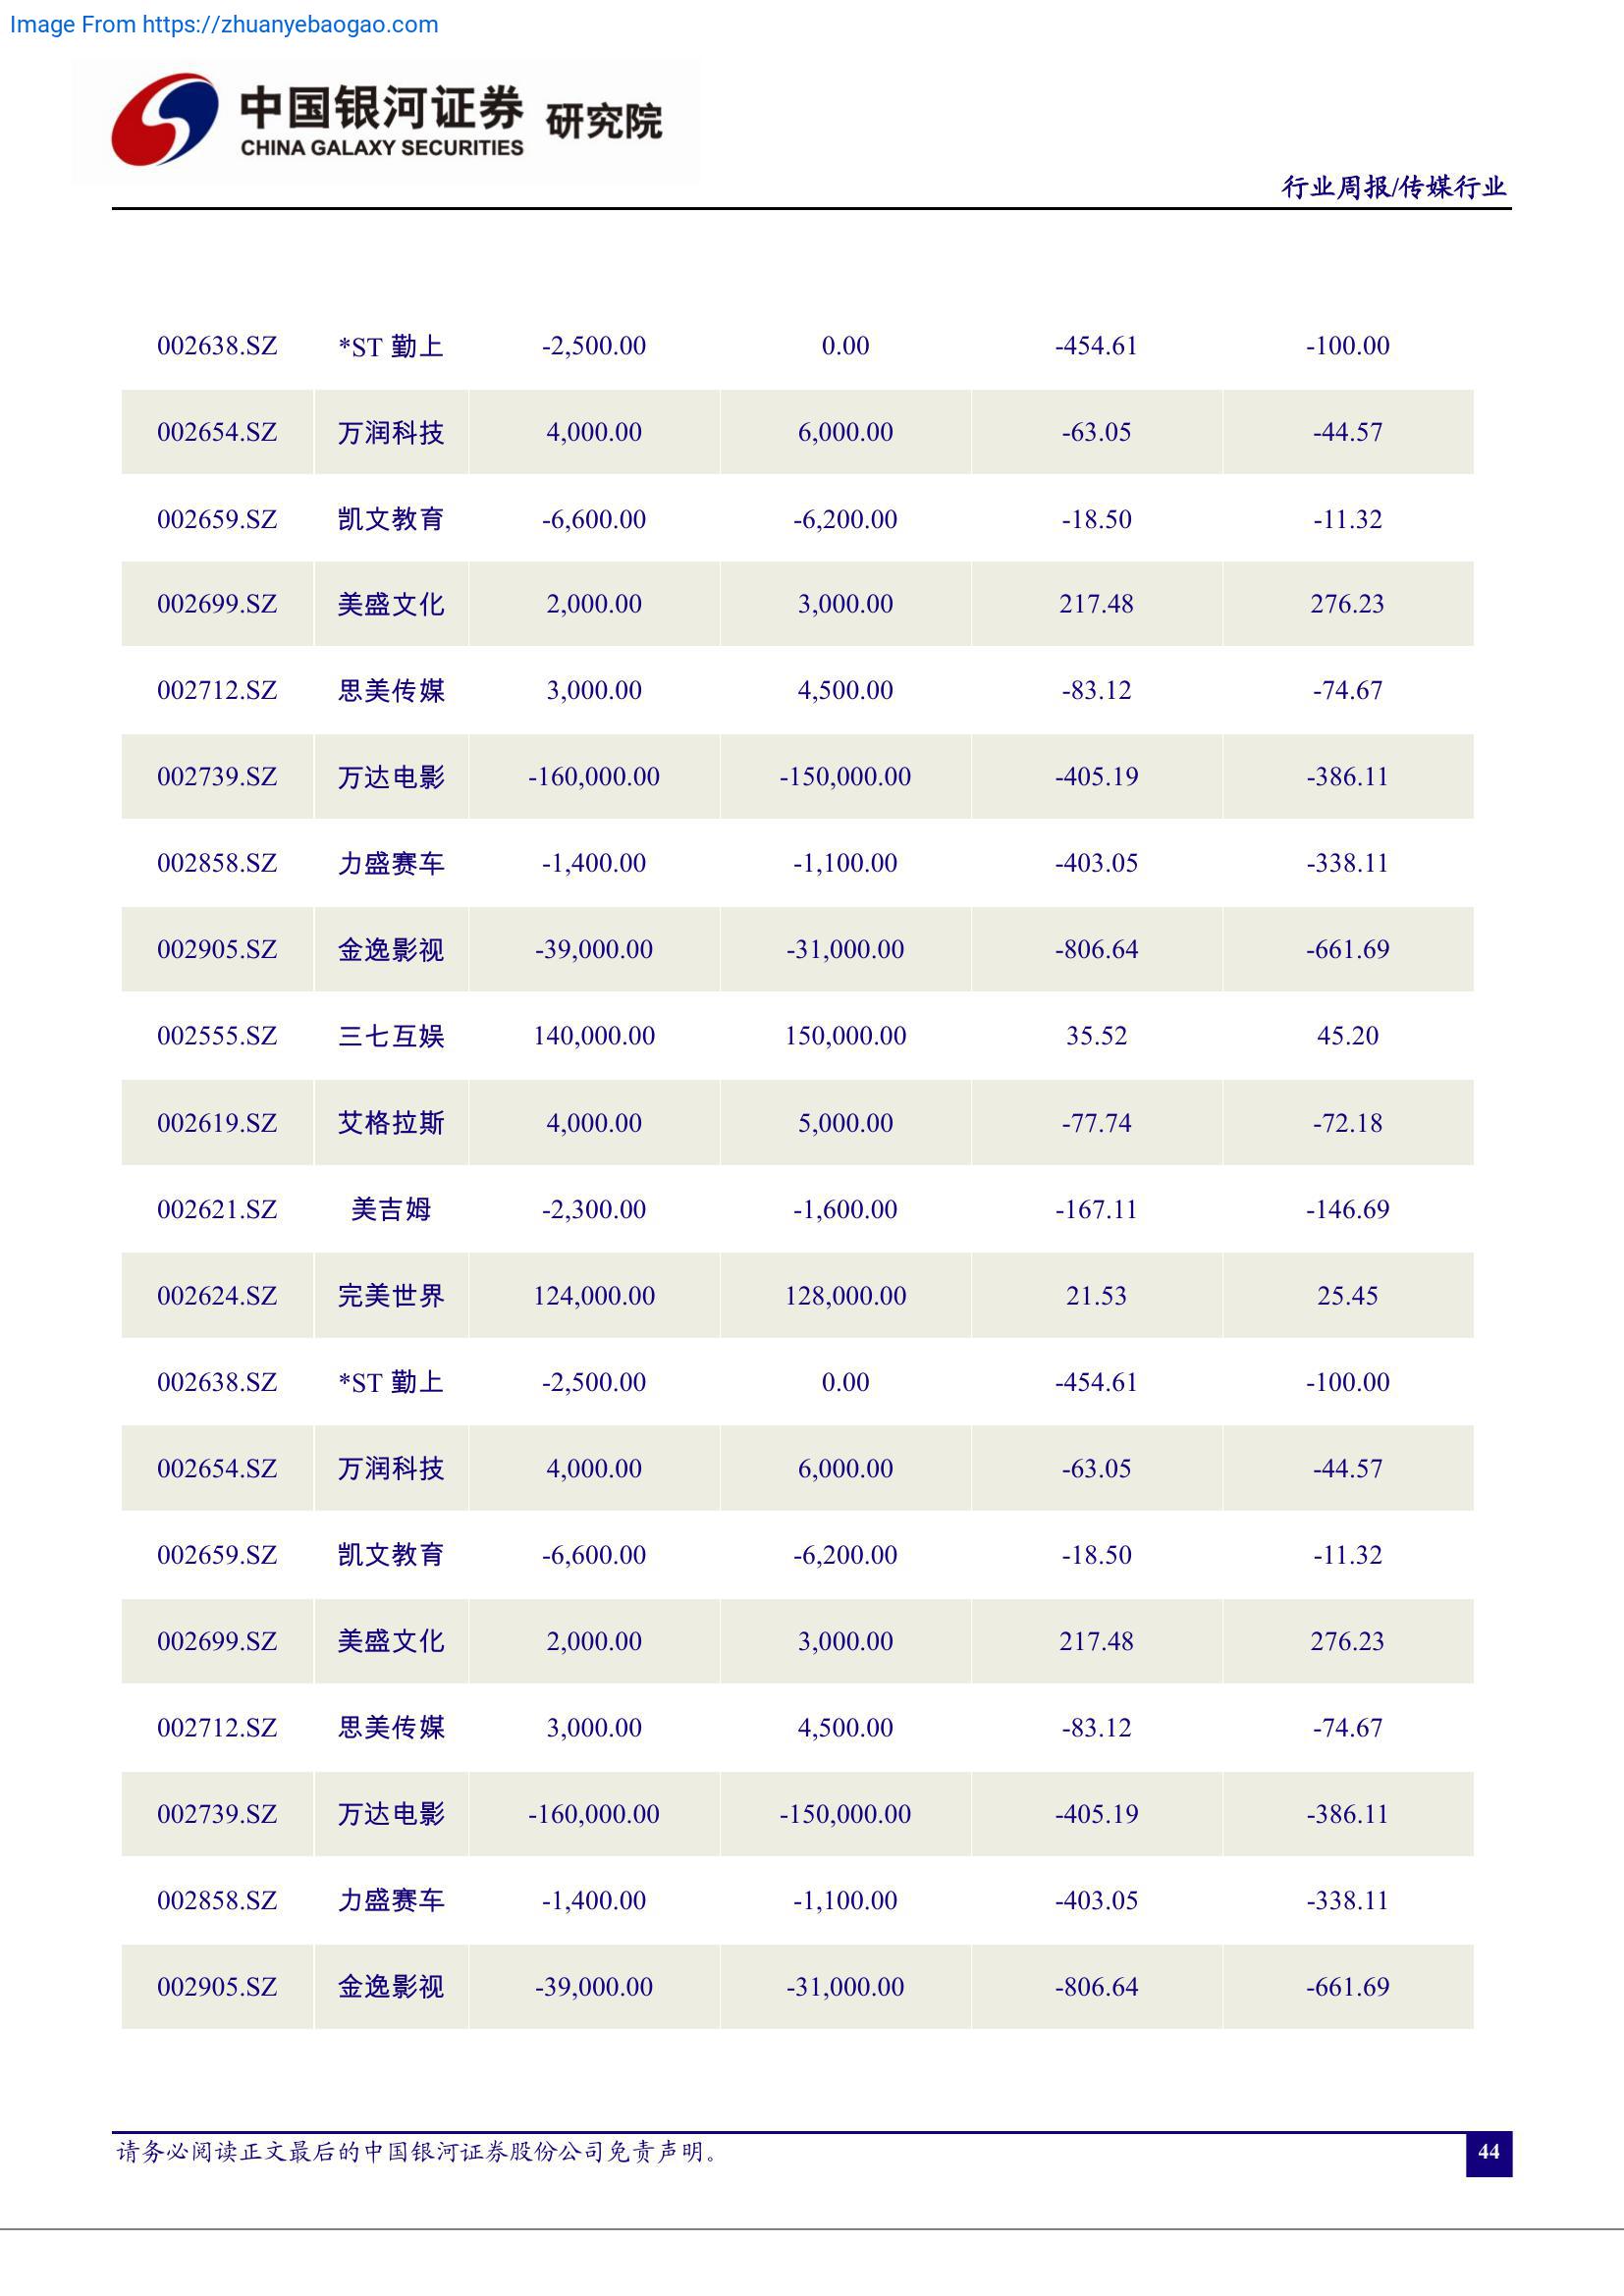 Image From https://zhuanyebaogao.com
中国银河证券 研究院
CHINA GALAXY SECURITIES
行业周报/传媒行业
002638.SZ *ST 勤上 -2,500.00 0.00 -454.61 -100.00
002654.SZ 万润科技 4,000.00 6,000.00 -63.05 -44.57
002659.SZ 凯文教育 -6,600.00 -6,200.00 -18.50 -11.32
002699.SZ 美盛文化 2,000.00 3,000.00 217.48 276.23
002712.SZ 思美传媒 3,000.00 4,500.00 -83.12 -74.67
002739.SZ 万达电影 -160,000.00 -150,000.00 -405.19 -386.11
002858.SZ 力盛赛车 -1,400.00 -1,100.00 -403.05 -338.11
002905.SZ 金逸影视 -39,000.00 -31,000.00 -806.64 -661.69
002555.SZ 三七互娱 140,000.00 150,000.00 35.52 45.20
002619.SZ 艾格拉斯 4,000.00 5,000.00 -77.74 -72.18
002621.SZ 美吉姆 -2,300.00 -1,600.00 -167.11 -146.69
002624.SZ 完美世界 124,000.00 128,000.00 21.53 25.45
002638.SZ *ST 勤上 -2,500.00 0.00 -454.61 -100.00
002654.SZ 万润科技 4,000.00 6,000.00 -63.05 -44.57
002659.SZ 凯文教育 -6,600.00 -6,200.00 -18.50 -11.32
002699.SZ 美盛文化 2,000.00 3,000.00 217.48 276.23
002712.SZ 思美传媒 3,000.00 4,500.00 -83.12 -74.67
002739.SZ 万达电影 -160,000.00 -150,000.00 -405.19 -386.11
002858.SZ 力盛赛车 -1,400.00 -1,100.00 -403.05 -338.11
002905.SZ 金逸影视 -39,000.00 -31,000.00 -806.64 -661.69
请务必阅读正文最后的中国银河证券股份公司免责声明。
44